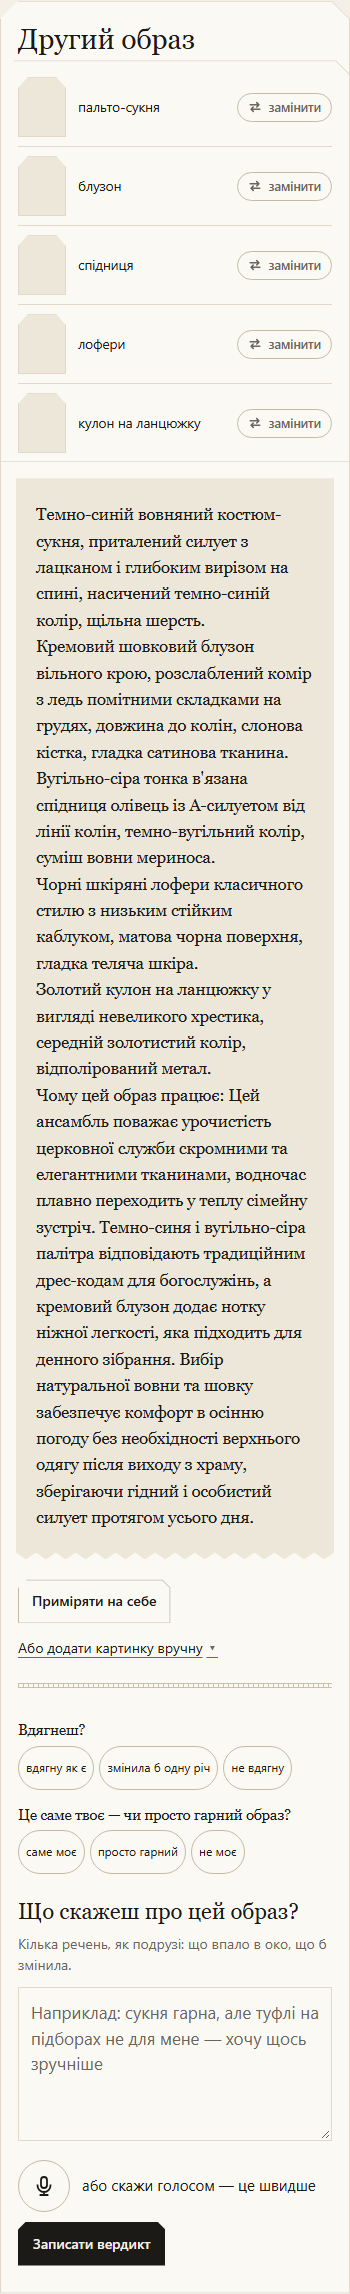 Другий образ
пальто-сукня
⇄ замінити
блузон
⇄ замінити
спідниця
⇄ замінити
лофери
⇄ замінити
кулон на ланцюжку
⇄ замінити
Темно-синій вовняний костюм-
сукня, приталений силует з
лацканом і глибоким вирізом на
спині, насичений темно-синій
колір, щільна шерсть.
Кремовий шовковий блузон
вільного крою, розслаблений комір
з ледь помітними складками на
грудях, довжина до колін, слонова
кістка, гладка сатинова тканина.
Вугільно-сіра тонка в'язана
спідниця олівець із А-силуетом від
лінії колін, темно-вугільний колір,
суміш вовни мериноса.
Чорні шкіряні лофери класичного
стилю з низьким стійким
каблуком, матова чорна поверхня,
гладка теляча шкіра.
Золотий кулон на ланцюжку у
вигляді невеликого хрестика,
середній золотистий колір,
відполірований метал.
Чому цей образ працює: Цей
ансамбль поважає урочистість
церковної служби скромними та
елегантними тканинами, водночас
плавно переходить у теплу сімейну
зустріч. Темно-синя і вугільно-сіра
палітра відповідають традиційним
дрес-кодам для богослужінь, а
кремовий блузон додає нотку
ніжної легкості, яка підходить для
денного зібрання. Вибір
натуральної вовни та шовку
забезпечує комфорт в осінню
погоду без необхідності верхнього
одягу після виходу з храму,
зберігаючи гідний і особистий
силует протягом усього дня.
Приміряти на себе
Або додати картинку вручну ▾
Вдягнеш?
вдягну як є
змінила б одну річ
не вдягну
Це саме твоє — чи просто гарний образ?
саме моє
просто гарний
не моє
Що скажеш про цей образ?
Кілька речень, як подрузі: що впало в око, що б
змінила.
Наприклад: сукня гарна, але туфлі на
підборах не для мене — хочу щось
зручніше
або скажи голосом — це швидше
Записати вердикт